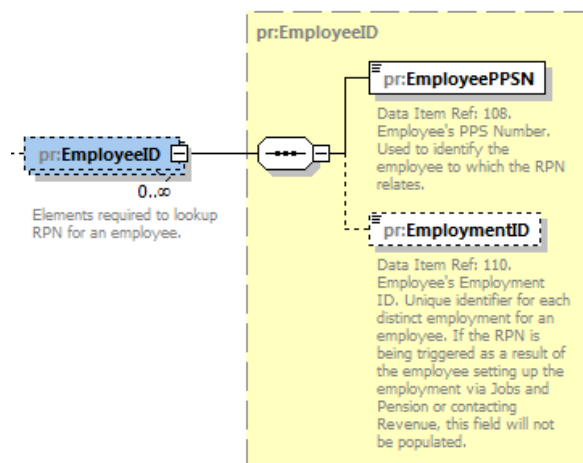 pr:EmployeeID
pr:EmployeePPSN
Data Item Ref: 108.
Employee's PPS Number.
Used to identify the
employee to which the RPN
relates.
pr:EmployeeID
0..∞
Elements required to lookup
RPN for an employee.
pr:EmploymentID
Data Item Ref: 110.
Employee's Employment
ID. Unique identifier for each
distinct employment for an
employee. If the RPN is
being triggered as a result of
the employee setting up the
employment via Jobs and
Pension or contacting
Revenue, this field will not
be populated.